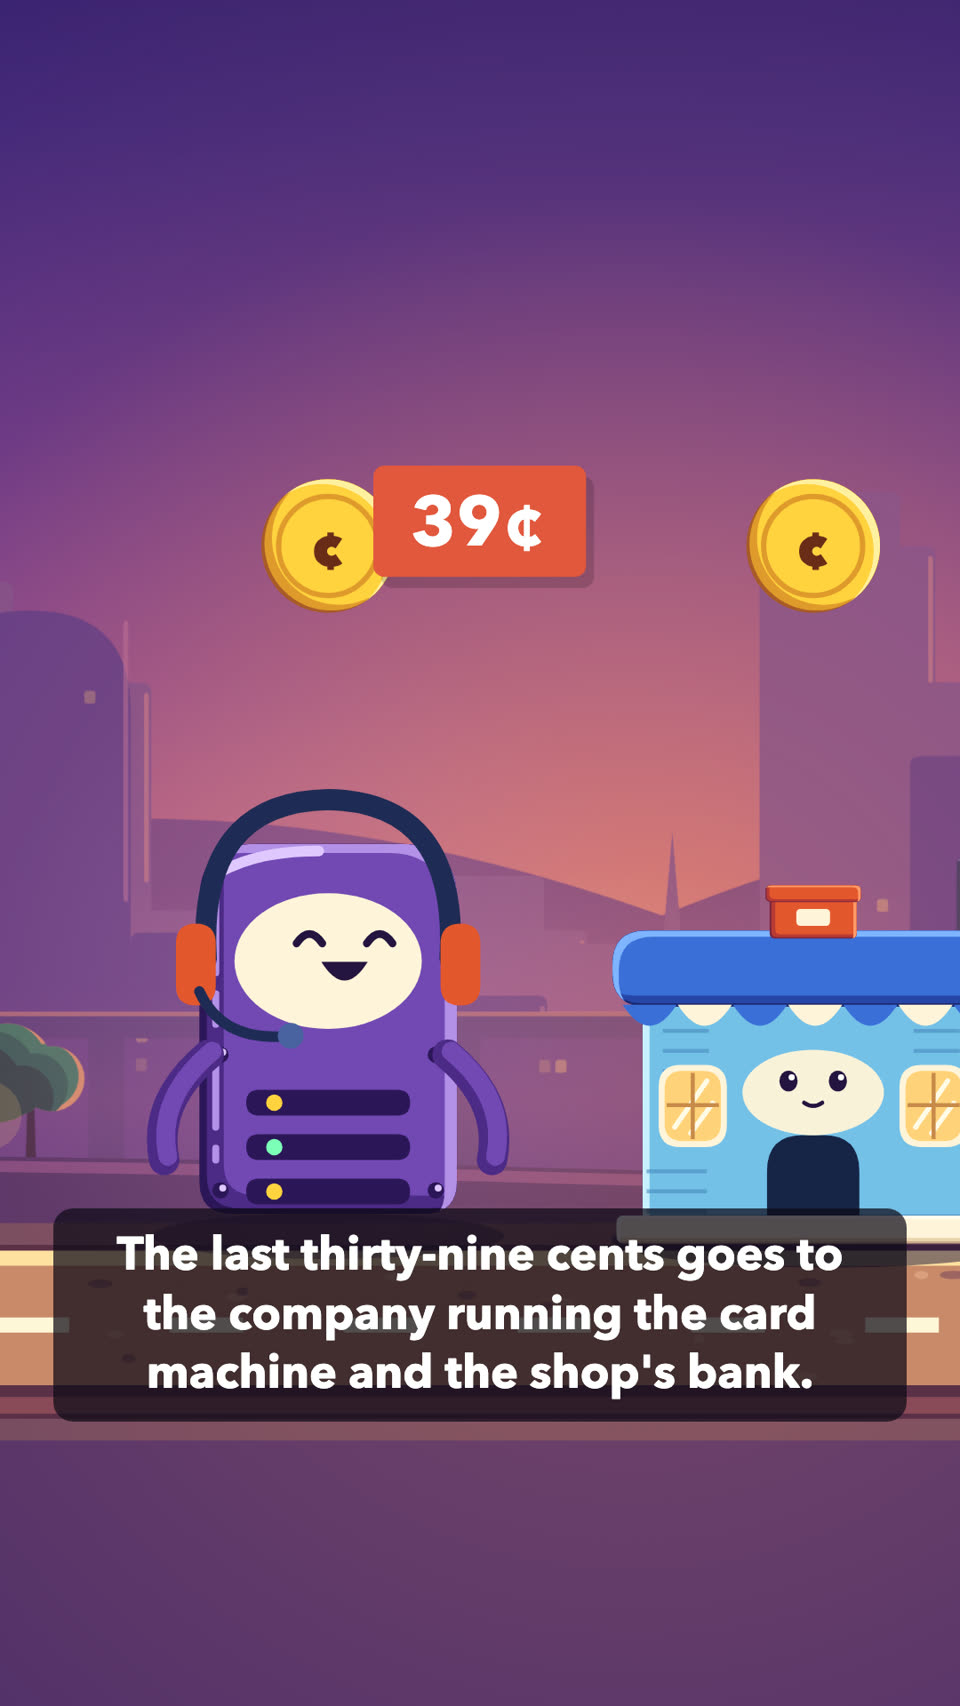 ¢
39¢
¢
The last thirty-nine cents goes to
the company running the card
machine and the shop's bank.